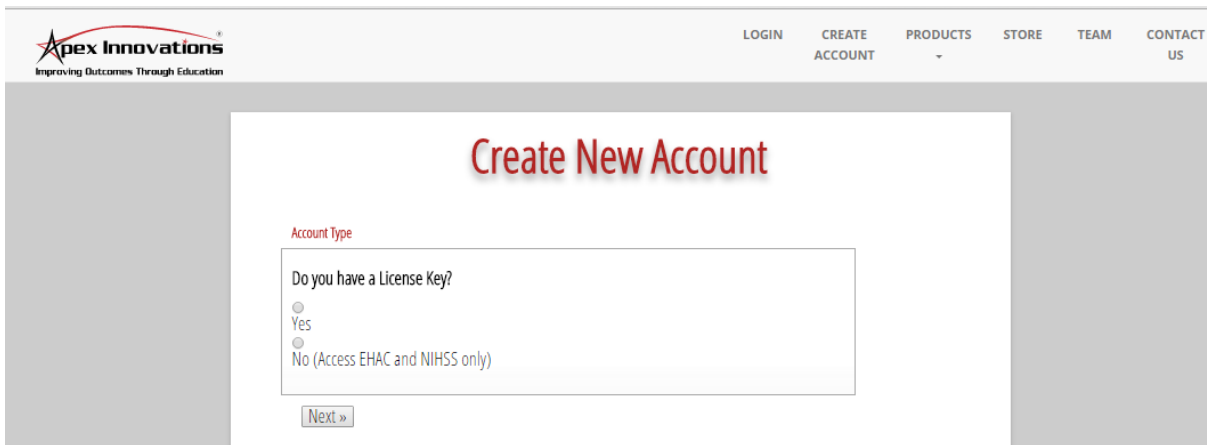 Apex Innovations®
Improving Outcomes Through Education
LOGIN
CREATE ACCOUNT
PRODUCTS
STORE
TEAM
CONTACT US
Create New Account
Account Type
Do you have a License Key?
Yes
No (Access EHAC and NIHSS only)
Next »